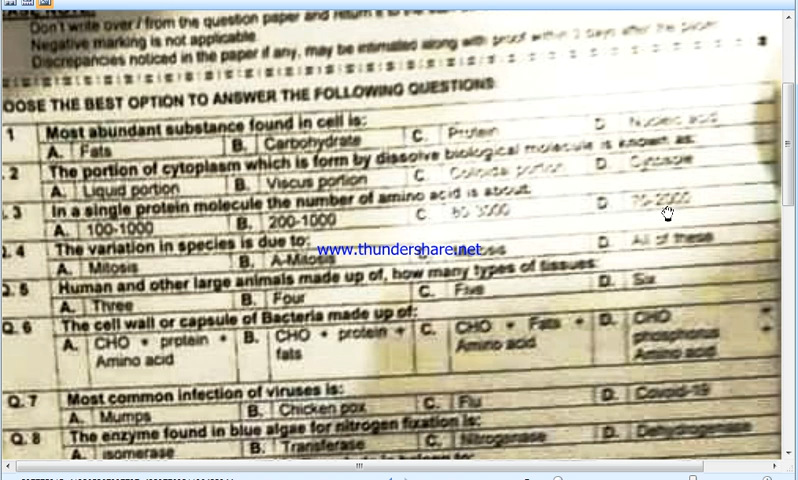 Don't write over / from the question paper and return it to the
Negative marking is not applicable
Discrepancies noticed in the paper if any, may be intimated along with proof within 2 days after the paper
OOSE THE BEST OPTION TO ANSWER THE FOLLOWING QUESTIONS
1 Most abundant substance found in cell is:
A. Fats B. Carbohydrate C. Protein D. Nucleic acid
. 2 The portion of cytoplasm which is form by dissolve biological molecule is known as:
A. Liquid portion B. Viscus portion C. Coloidal portion D. Cytosole
. 3 In a single protein molecule the number of amino acid is about.
A. 100-1000 B. 200-1000 C 50-3000 D
Q. 4 The variation in species is due to:
A. Mitosis B. A-Mitosis D. All of these
www.thundershare.net
Q. 5 Human and other large animals made up of, how many types of tissues:
A. Three B. Four C. Five D. Six
Q. 6 The cell wall or capsule of Bacteria made up of:
A. CHO + protein + B. CHO + protein + C. CHO + Fats + D. CHO +
Amino acid fats Amino acid phosphorus +
Amino acid
Q. 7 Most common infection of viruses is:
A. Mumps B. Chicken pox C. Flu D. Covoid-19
Q. 8 The enzyme found in blue algae for nitrogen fixation is:
A. isomerase B. Transferase C. Nitrogenase D. Dehydrogenase